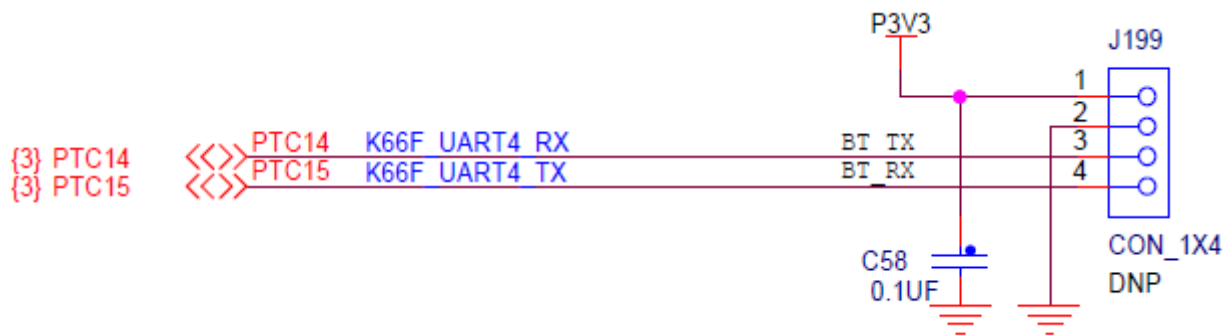 P3V3
J199
1
2
{3} PTC14 PTC14 K66F_UART4_RX BT_TX 3
{3} PTC15 PTC15 K66F_UART4_TX BT_RX 4
C58
0.1UF
CON_1X4
DNP